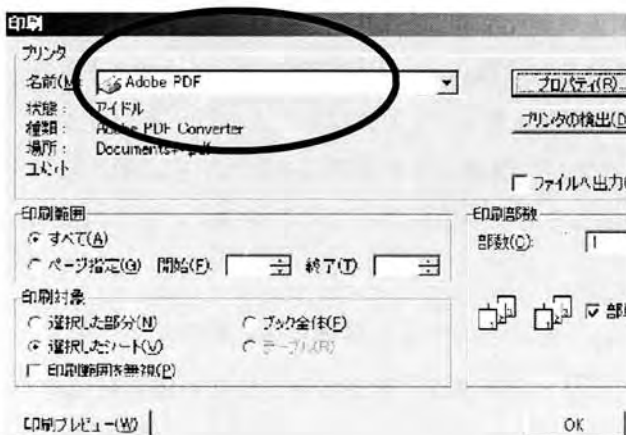 印刷
プリンタ
名前(M): Adobe PDF プロパティ(R)
状態: アイドル
種類: Adobe PDF Converter プリンタの検出(D
場所: Documents\*.pdf
コメント
ファイルへ出力(
印刷範囲 印刷部数
すべて(A) 部数(C): 1
ページ指定(G) 開始(F): 終了(T):
印刷対象
選択した部分(N) ブック全体(E)
選択したシート(V) テーブル(R)
印刷範囲を無視(P)
部
印刷プレビュー(W) OK